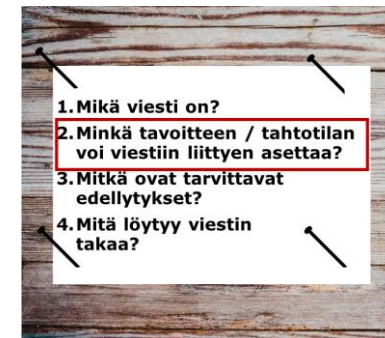 1. Mikä viesti on?
2. Minkä tavoitteen / tahtotilan
voi viestiin liittyen asettaa?
3. Mitkä ovat tarvittavat
edellytykset?
4. Mitä löytyy viestin
takaa?